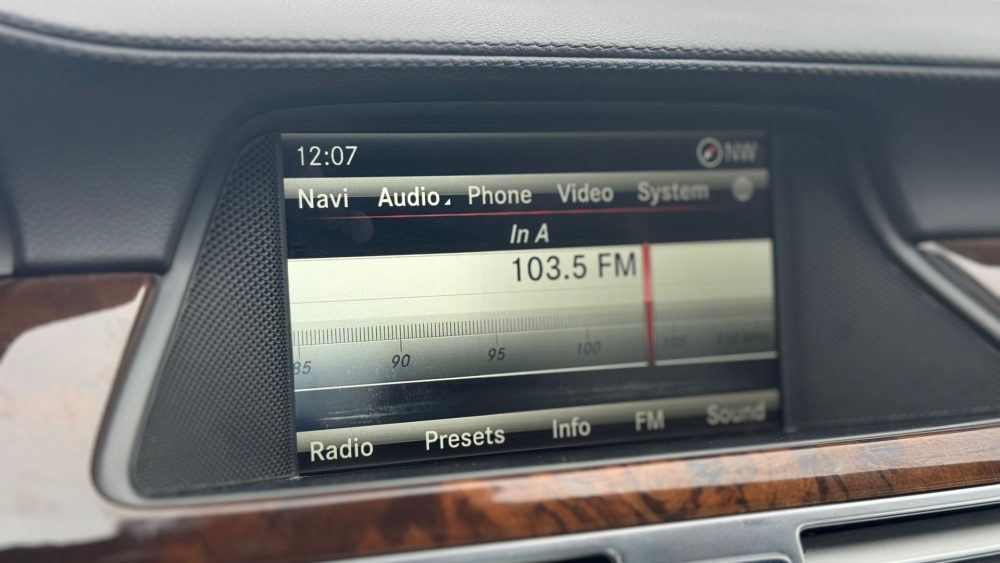 12:07 NW
Navi Audio Phone Video System
In A
103.5 FM
85 90 95 100 105
Radio Presets Info FM Sound